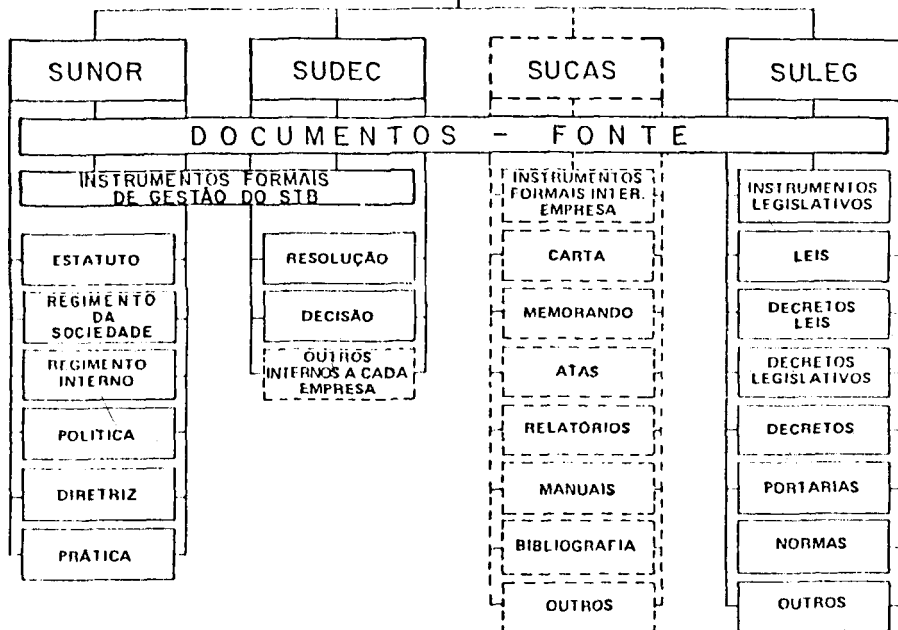 SUNOR
SUDEC
SUCAS
SULEG
DOCUMENTOS - FONTE
INSTRUMENTOS FORMAIS
DE GESTÃO DO STB
ESTATUTO
REGIMENTO
DA
SOCIEDADE
REGIMENTO
INTERNO
POLÍTICA
DIRETRIZ
PRÁTICA
RESOLUÇÃO
DECISÃO
OUTROS
INTERNOS A CADA
EMPRESA
INSTRUMENTOS
FORMAIS INTER.
EMPRESA
CARTA
MEMORANDO
ATAS
RELATÓRIOS
MANUAIS
BIBLIOGRAFIA
OUTROS
INSTRUMENTOS
LEGISLATIVOS
LEIS
DECRETOS
LEIS
DECRETOS
LEGISLATIVOS
DECRETOS
PORTARIAS
NORMAS
OUTROS